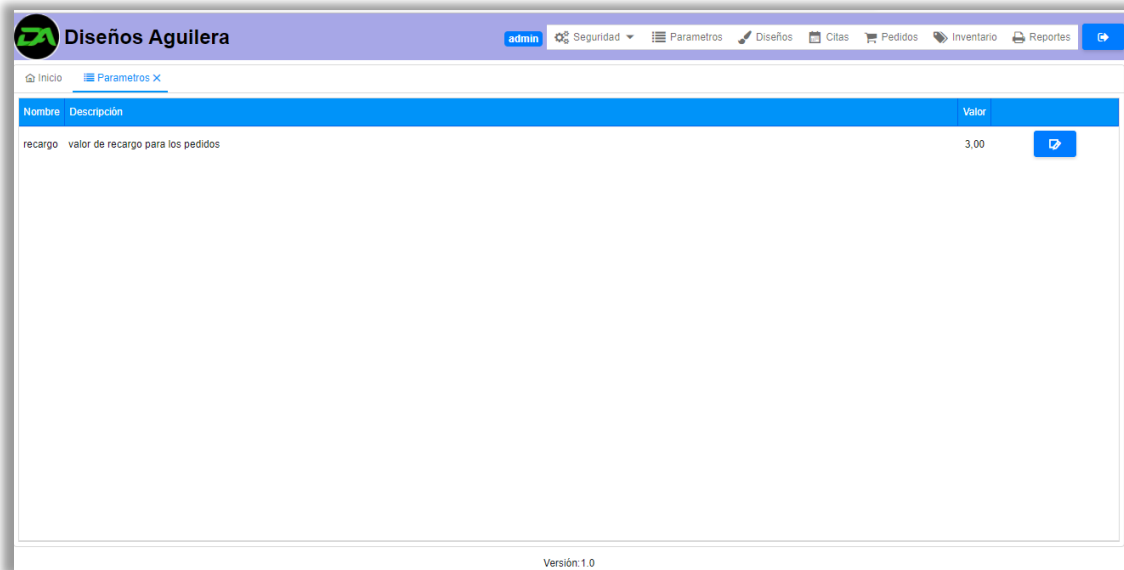 DA Diseños Aguilera admin Seguridad Parametros Diseños Citas Pedidos Inventario Reportes
Inicio Parametros
Nombre Descripción Valor
recargo valor de recargo para los pedidos 3,00
Versión:1.0